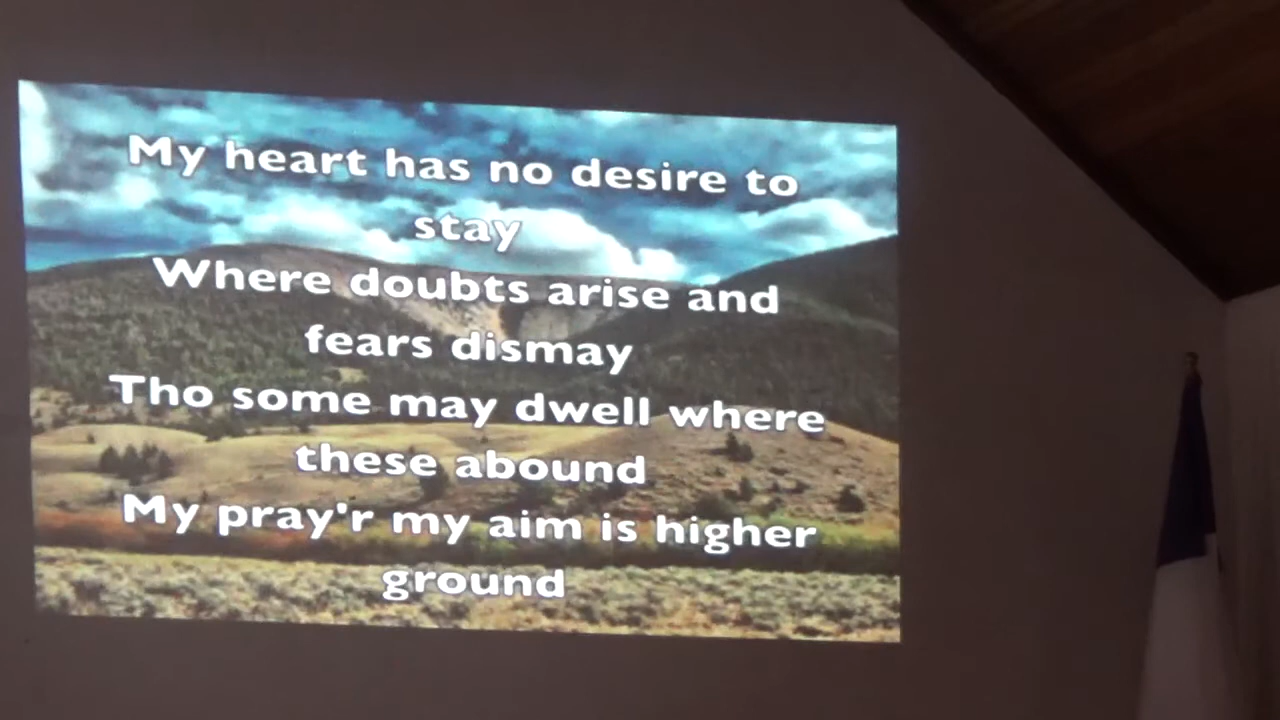 My heart has no desire to
stay
Where doubts arise and
fears dismay
Tho some may dwell where
these abound
My pray'r my aim is higher
ground